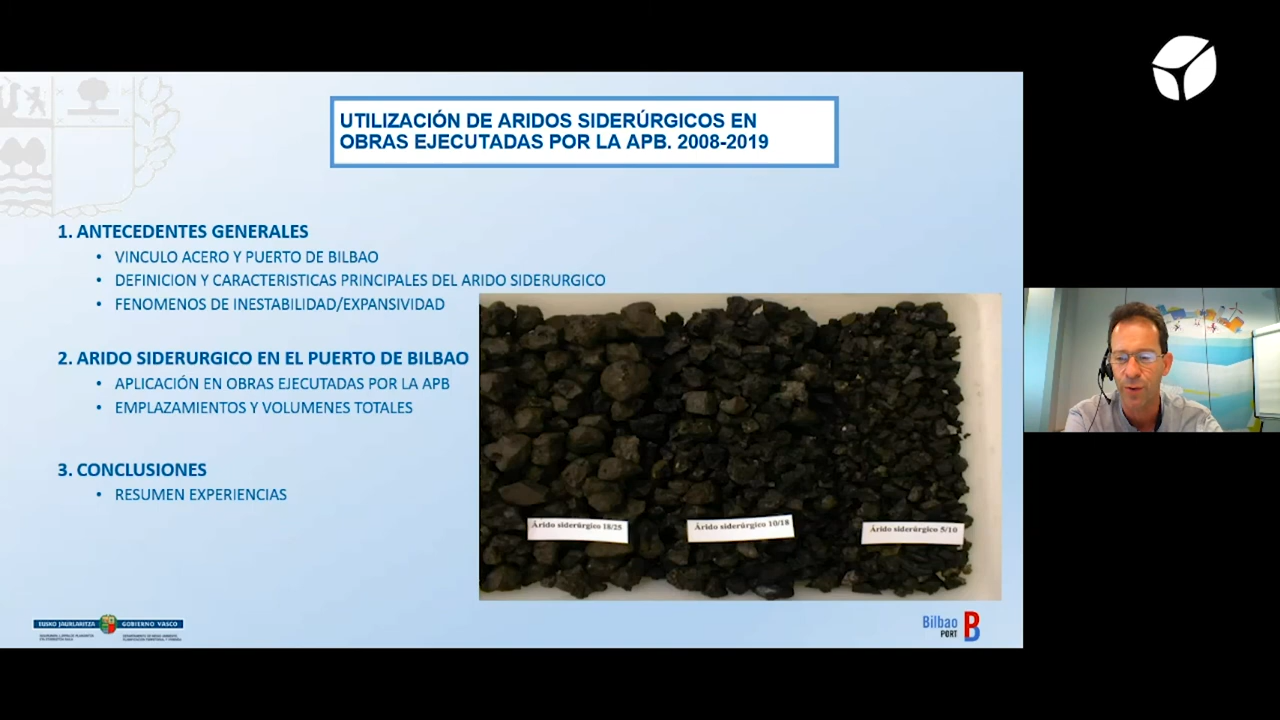 UTILIZACIÓN DE ARIDOS SIDERÚRGICOS EN
OBRAS EJECUTADAS POR LA APB. 2008-2019
1. ANTECEDENTES GENERALES
• VINCULO ACERO Y PUERTO DE BILBAO
• DEFINICION Y CARACTERISTICAS PRINCIPALES DEL ARIDO SIDERURGICO
• FENOMENOS DE INESTABILIDAD/EXPANSIVIDAD
2. ARIDO SIDERURGICO EN EL PUERTO DE BILBAO
• APLICACIÓN EN OBRAS EJECUTADAS POR LA APB
• EMPLAZAMIENTOS Y VOLUMENES TOTALES
3. CONCLUSIONES
• RESUMEN EXPERIENCIAS
Árido siderúrgico 18/25
Árido siderúrgico 10/18
Árido siderúrgico 5/10
EUSKO JAURLARITZA GOBIERNO VASCO
Bilbao
PORT
B